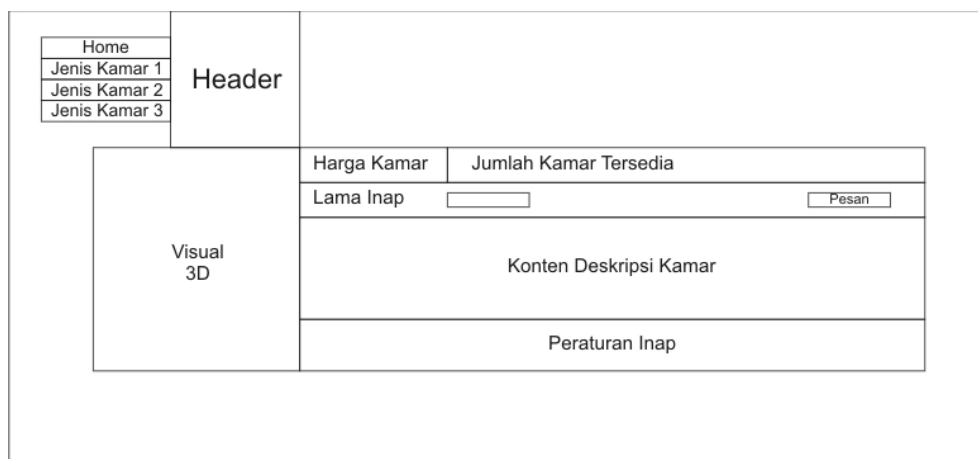 Home
Jenis Kamar 1
Jenis Kamar 2
Jenis Kamar 3
Header
Harga Kamar
Jumlah Kamar Tersedia
Lama Inap
Pesan
Visual
3D
Konten Deskripsi Kamar
Peraturan Inap